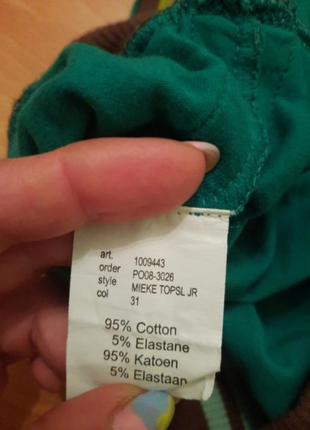 art. 1009443
order PO08-3026
style MIEKE TOPSL JR
col 31
95% Cotton
5% Elastane
95% Katoen
5% Elastaan